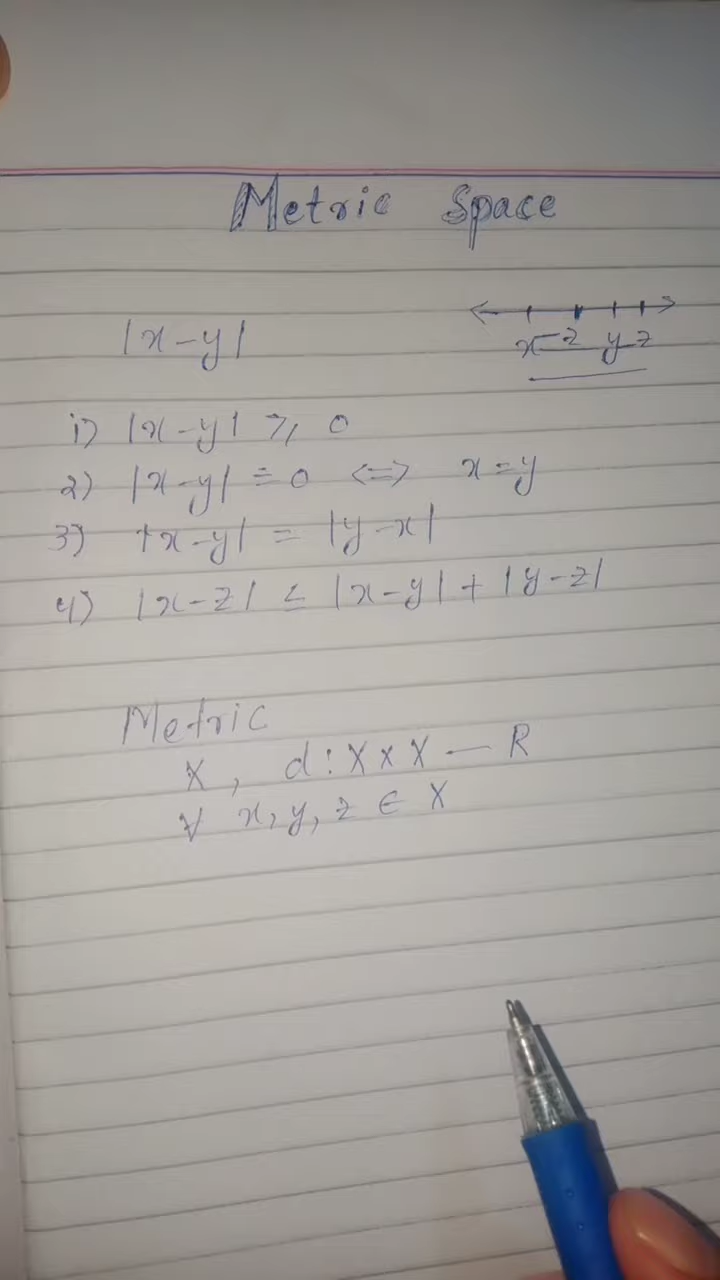 Metric Space
|x-y|
x z y z
1) |x-y| ≥ 0
2) |x-y| = 0 <=> x = y
3) |x-y| = |y-x|
4) |x-z| ≤ |x-y| + |y-z|
Metric
X, d: X x X — R
∀ x, y, z ∈ X